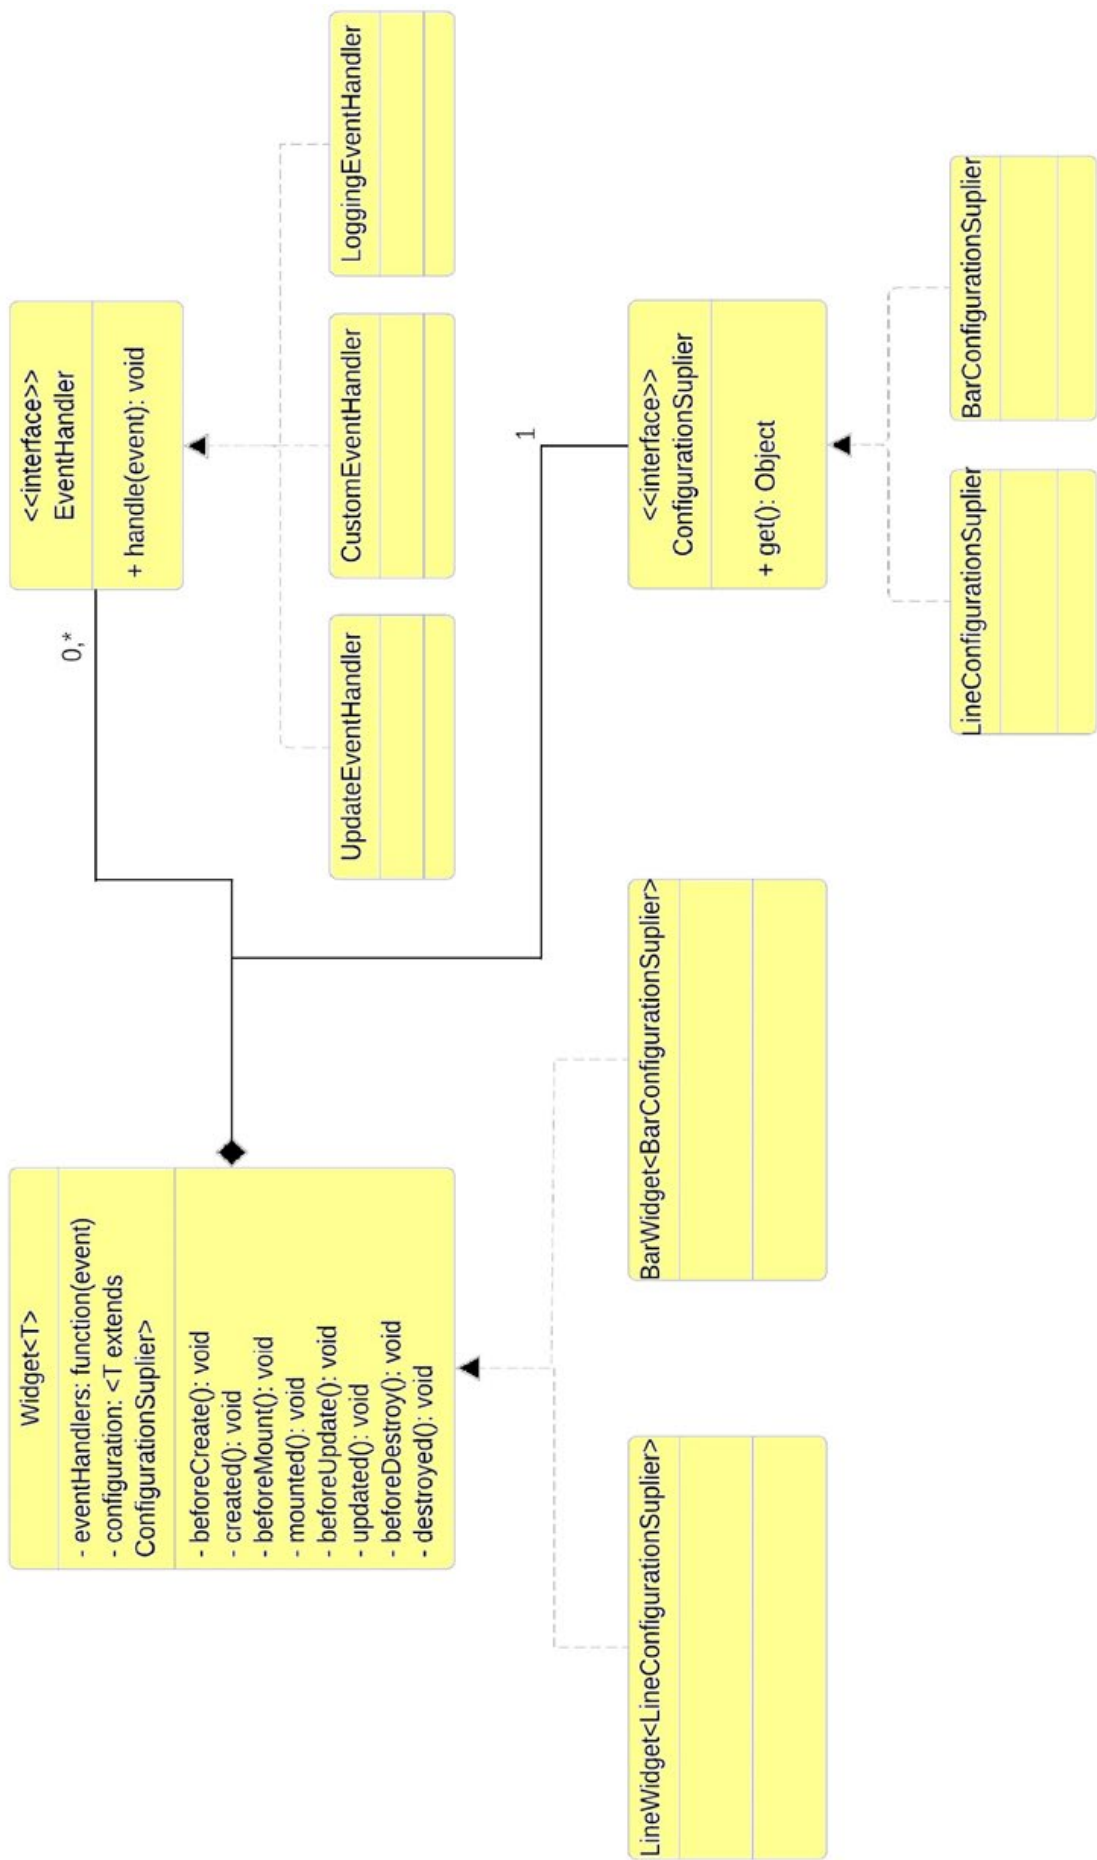 Widget<T>
- eventHandlers: function(event)
- configuration: <T extends
ConfigurationSuplier>
- beforeCreate(): void
- created(): void
- beforeMount(): void
- mounted(): void
- beforeUpdate(): void
- updated(): void
- beforeDestroy(): void
- destroyed(): void
0,*
<<interface>>
EventHandler
+ handle(event): void
UpdateEventHandler
CustomEventHandler
LoggingEventHandler
1
LineWidget<LineConfigurationSuplier>
BarWidget<BarConfigurationSuplier>
<<interface>>
ConfigurationSuplier
+ get(): Object
LineConfigurationSuplier
BarConfigurationSuplier